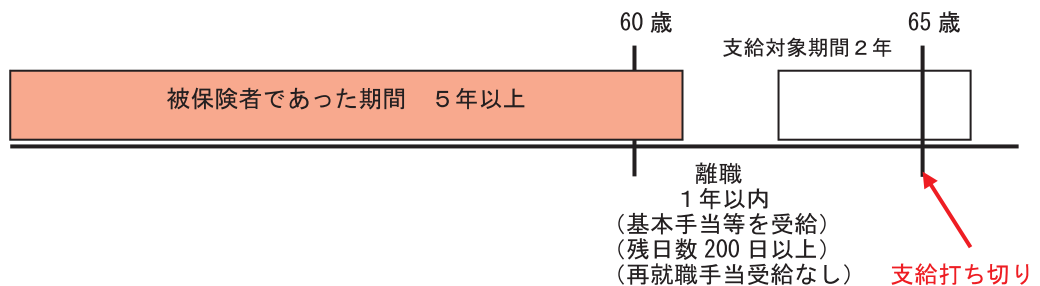 60歳
65歳
支給対象期間２年
被保険者であった期間　５年以上
離職
１年以内
（基本手当等を受給）
（残日数200日以上）
（再就職手当受給なし）
支給打ち切り